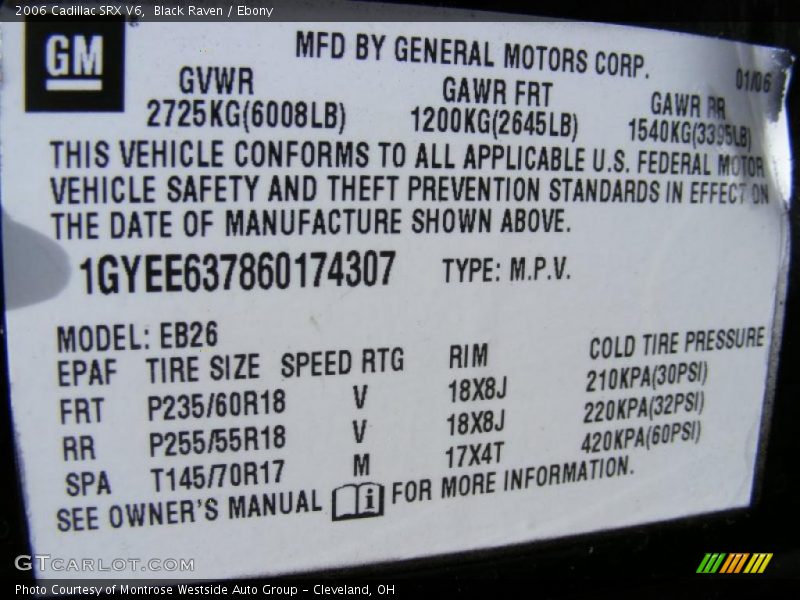 2006 Cadillac SRX V6,  Black Raven / Ebony
GM
MFD BY GENERAL MOTORS CORP.
01/06
GVWR GAWR FRT GAWR RR
2725KG(6008LB) 1200KG(2645LB) 1540KG(3395LB)
THIS VEHICLE CONFORMS TO ALL APPLICABLE U.S. FEDERAL MOTOR
VEHICLE SAFETY AND THEFT PREVENTION STANDARDS IN EFFECT ON
THE DATE OF MANUFACTURE SHOWN ABOVE.
1GYEE637860174307 TYPE: M.P.V.
MODEL: EB26
EPAF TIRE SIZE SPEED RTG RIM COLD TIRE PRESSURE
FRT P235/60R18 V 18X8J 210KPA(30PSI)
RR P255/55R18 V 18X8J 220KPA(32PSI)
SPA T145/70R17 M 17X4T 420KPA(60PSI)
SEE OWNER'S MANUAL i FOR MORE INFORMATION.
GTcarlot.com
Photo Courtesy of Montrose Westside Auto Group - Cleveland, OH